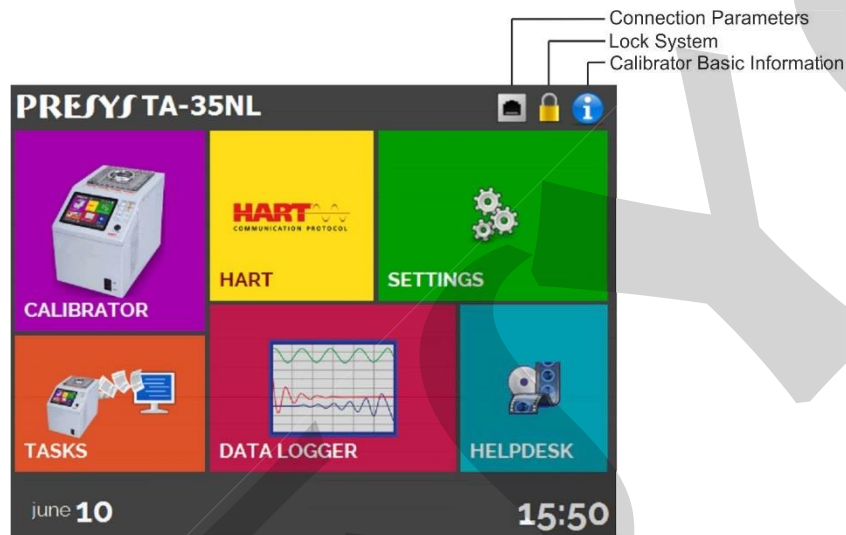 Connection Parameters
Lock System
Calibrator Basic Information
PRESYS TA-35NL
HART
COMMUNICATION PROTOCOL
CALIBRATOR
HART
SETTINGS
TASKS
DATA LOGGER
HELPDESK
june 10
15:50